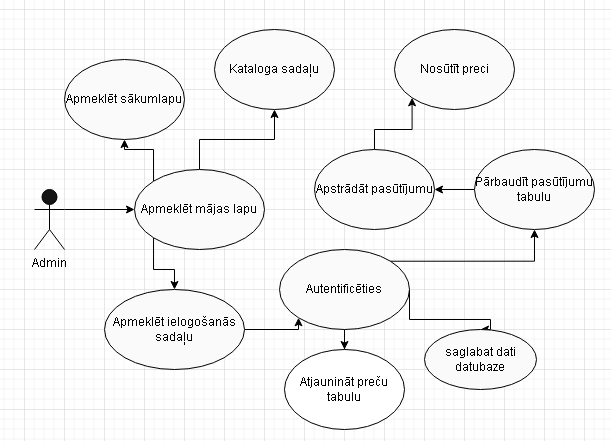 Kataloga sadaļu
Nosūtīt preci
Apmeklēt sākumlapu
Apstrādāt pasūtījumu
Pārbaudīt pasūtījumu
tabulu
Apmeklēt mājas lapu
Admin
Autentificēties
Apmeklēt ielogošanās
sadaļu
saglabat dati
datubaze
Atjaunināt preču
tabulu